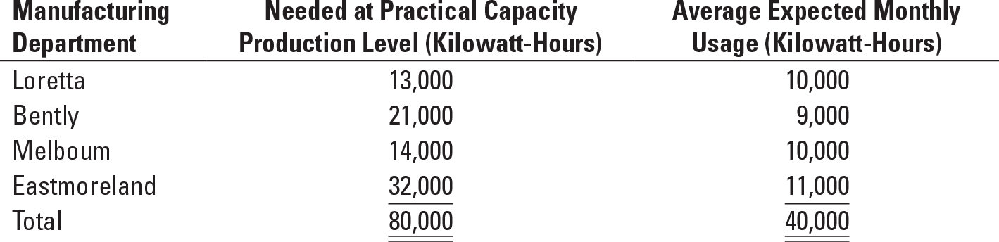 Manufacturing Needed at Practical Capacity Average Expected Monthly
Department Production Level (Kilowatt-Hours) Usage (Kilowatt-Hours)
Loretta 13,000 10,000
Bently 21,000 9,000
Melboum 14,000 10,000
Eastmoreland 32,000 11,000
Total 80,000 40,000